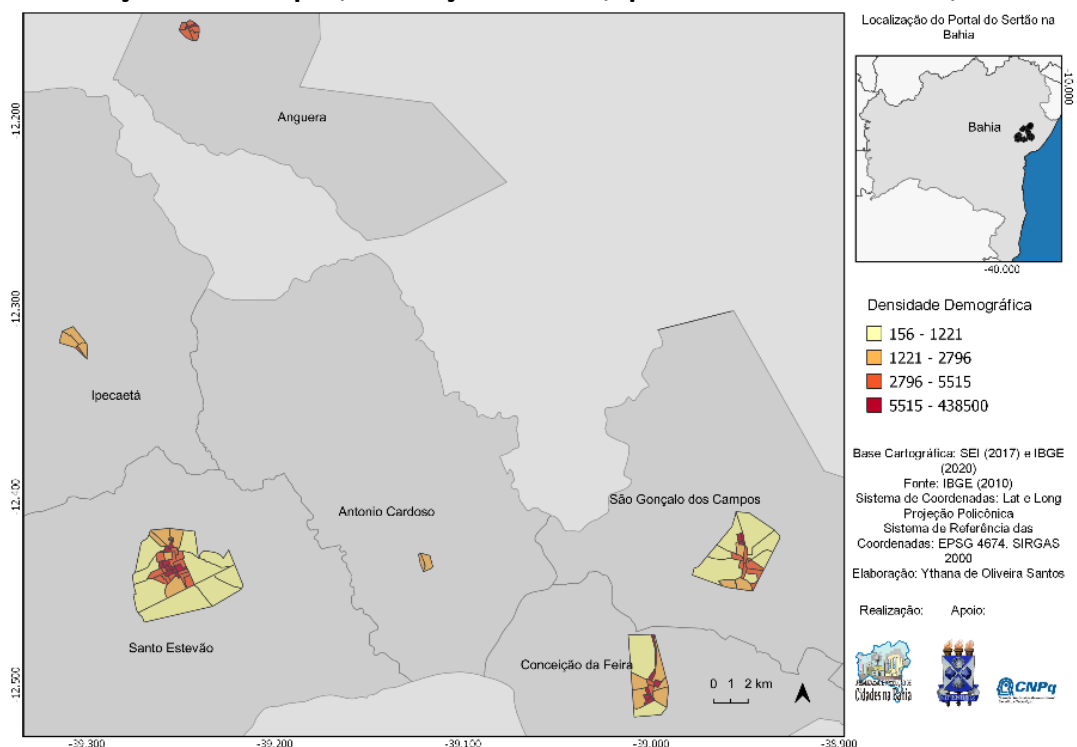 Localização do Portal do Sertão na
Bahia
-10.000
Bahia
-40.000
12.200
12.300
12.400
12.500
Anguera
Ipecaetá
São Gonçalo dos Campos
Antonio Cardoso
Santo Estevão
Conceição da Feira
0 1 2 km
-39.300
-39.200
-39.100
-39.000
-38.900
Densidade Demográfica
156 - 1221
1221 - 2796
2796 - 5515
5515 - 438500
Base Cartográfica: SEI (2017) e IBGE
(2020)
Fonte: IBGE (2010)
Sistema de Coordenadas: Lat e Long
Projeção Policônica
Sistema de Referência das
Coordenadas: EPSG 4674. SIRGAS
2000
Elaboração: Ythana de Oliveira Santos
Realização: Apoio:
Cidades na Bahia
CNPq